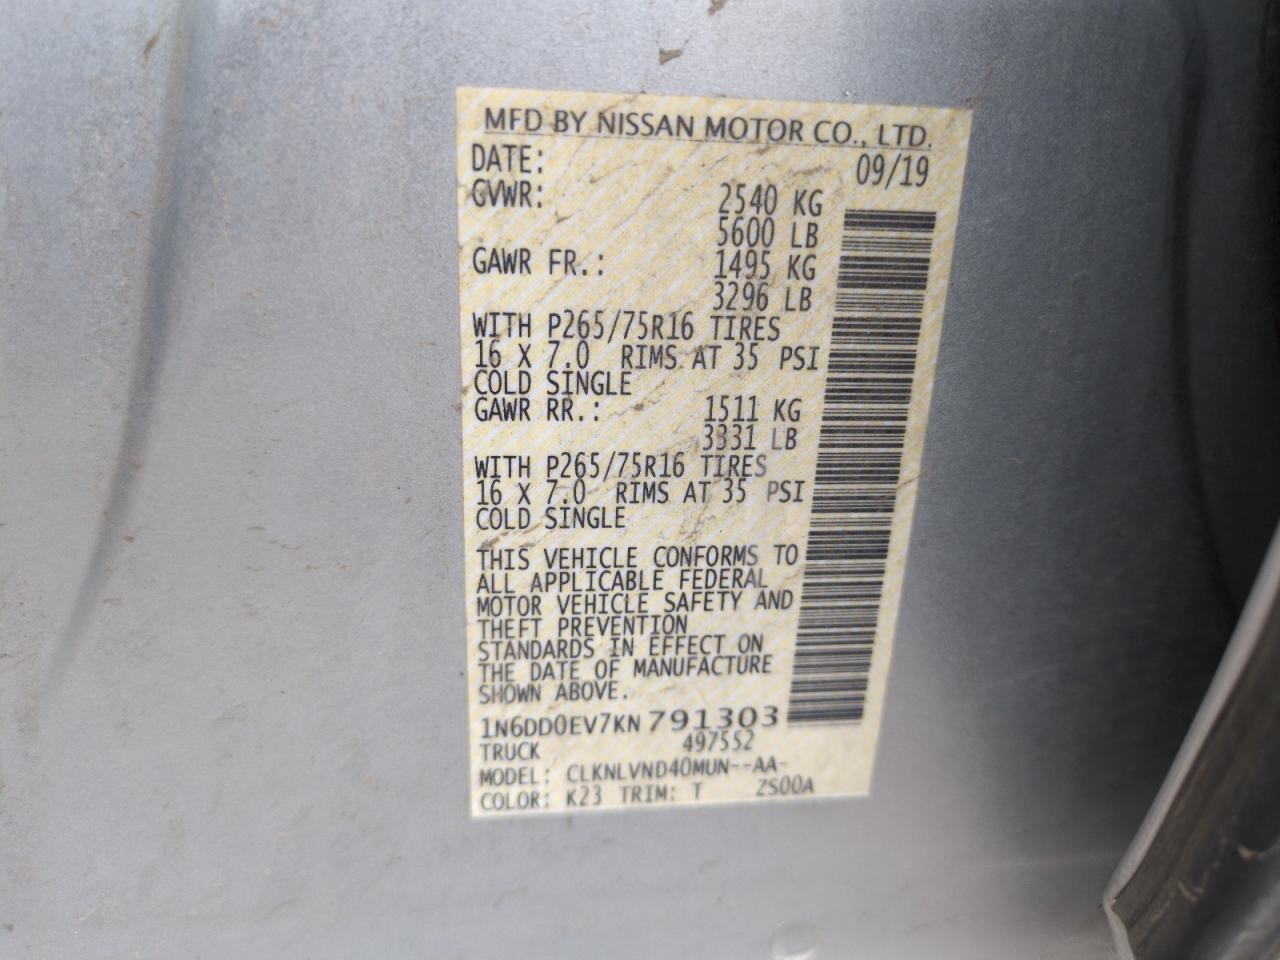 MFD BY NISSAN MOTOR CO., LTD.
DATE: 09/19
GVWR: 2540 KG
5600 LB
GAWR FR.: 1495 KG
3296 LB
WITH P265/75R16 TIRES
16 X 7.0 RIMS AT 35 PSI
COLD SINGLE
GAWR RR.: 1511 KG
3331 LB
WITH P265/75R16 TIRES
16 X 7.0 RIMS AT 35 PSI
COLD SINGLE
THIS VEHICLE CONFORMS TO
ALL APPLICABLE FEDERAL
MOTOR VEHICLE SAFETY AND
THEFT PREVENTION
STANDARDS IN EFFECT ON
THE DATE OF MANUFACTURE
SHOWN ABOVE.
1N6DD0EV7KN 791303
TRUCK 497552
MODEL: CLKNLVND40MUN--AA-
COLOR: K23 TRIM: T ZS00A